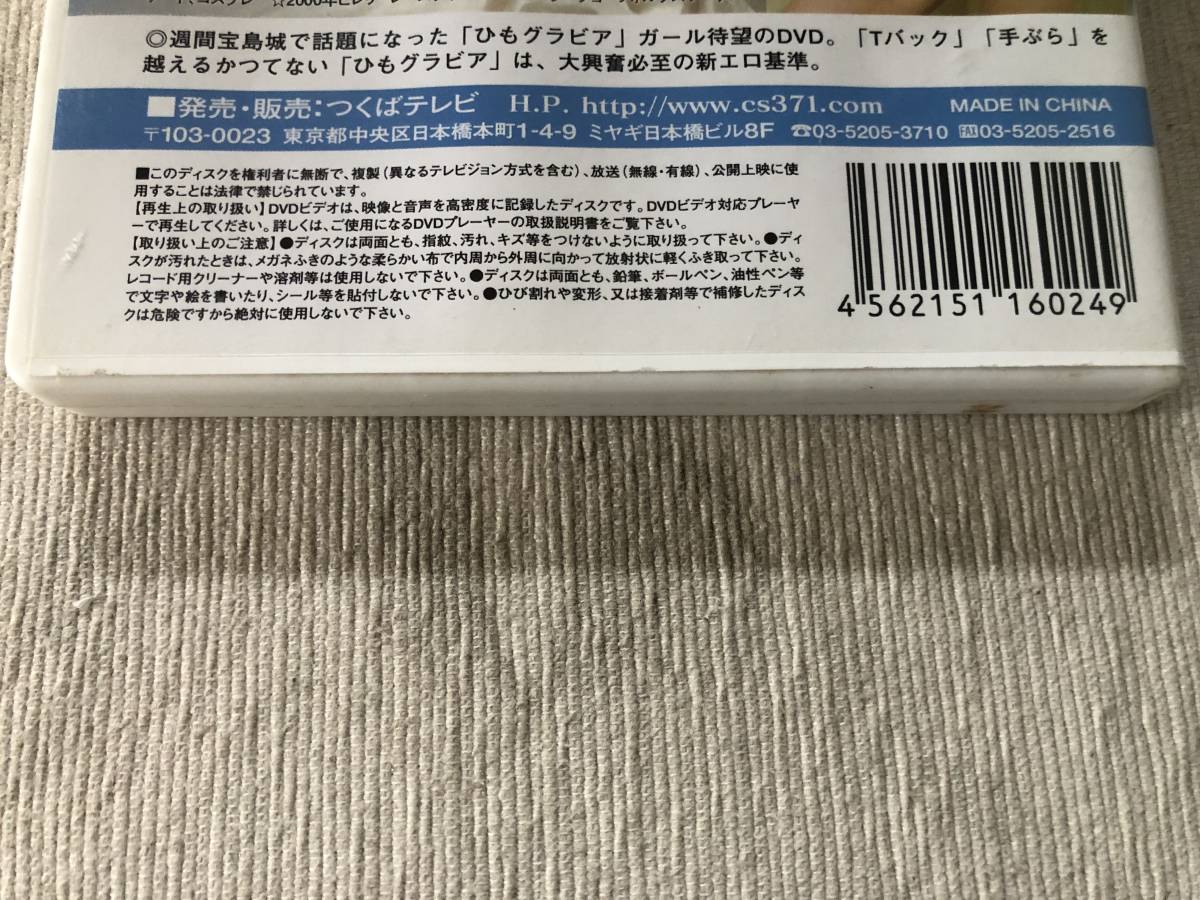 ☆2000年
◎週間宝島城で話題になった「ひもグラビア」ガール待望のDVD。「Tバック」「手ぶら」を
越えるかつてない「ひもグラビア」は、大興奮必至の新エロ基準。
■発売・販売：つくばテレビ H.P. http://www.cs371.com MADE IN CHINA
〒103-0023 東京都中央区日本橋本町1-4-9 ミヤギ日本橋ビル8F ☎03-5205-3710 FAX03-5205-2516
■このディスクを権利者に無断で、複製（異なるテレビジョン方式を含む）、放送（無線・有線）、公開上映に使
用することは法律で禁じられています。
【再生上の取り扱い】DVDビデオは、映像と音声を高密度に記録したディスクです。DVDビデオ対応プレーヤ
ーで再生してください。詳しくは、ご使用になるDVDプレーヤーの取扱説明書をご覧下さい。
【取り扱い上のご注意】●ディスクは両面とも、指紋、汚れ、キズ等をつけないように取り扱って下さい。●ディ
スクが汚れたときは、メガネふきのような柔らかい布で内周から外周に向かって放射状に軽くふき取って下さい。
レコード用クリーナーや溶剤等は使用しないで下さい。●ディスクは両面とも、鉛筆、ボールペン、油性ペン等
で文字や絵を書いたり、シール等を貼付しないで下さい。●ひび割れや変形、又は接着剤等で補修したディス
クは危険ですから絶対に使用しないで下さい。
4 562151 160249